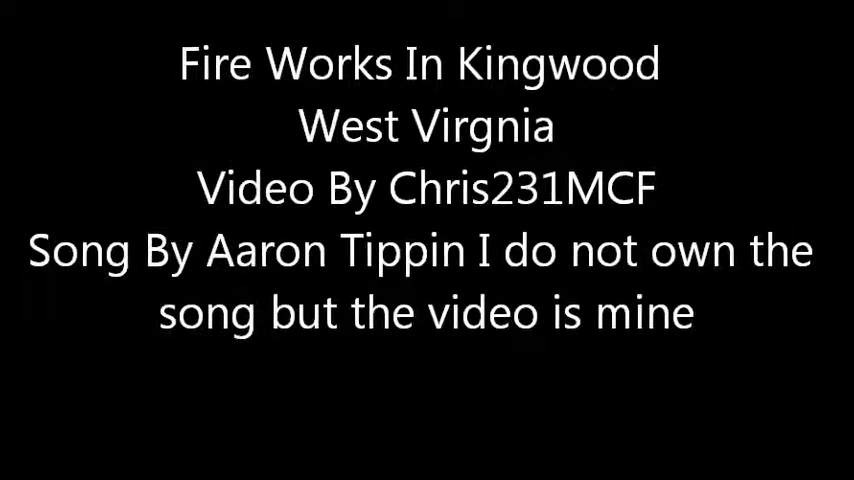 Fire Works In Kingwood
West Virgnia
Video By Chris231MCF
Song By Aaron Tippin I do not own the
song but the video is mine